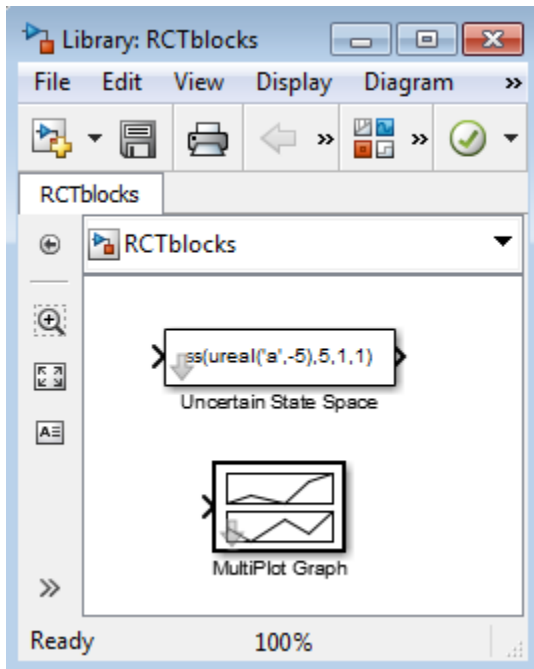 Library: RCTblocks
File Edit View Display Diagram »
» »
RCTblocks
RCTblocks
ss(ureal('a',-5),5,1,1)
Uncertain State Space
MultiPlot Graph
Ready 100%